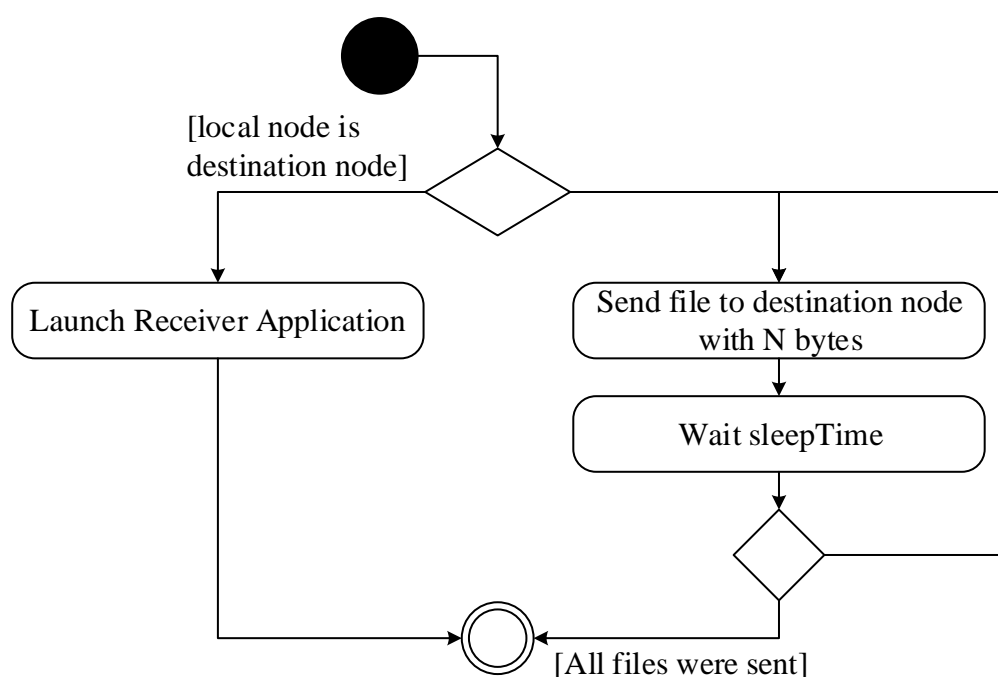 [local node is
destination node]
Launch Receiver Application
Send file to destination node
with N bytes
Wait sleepTime
[All files were sent]